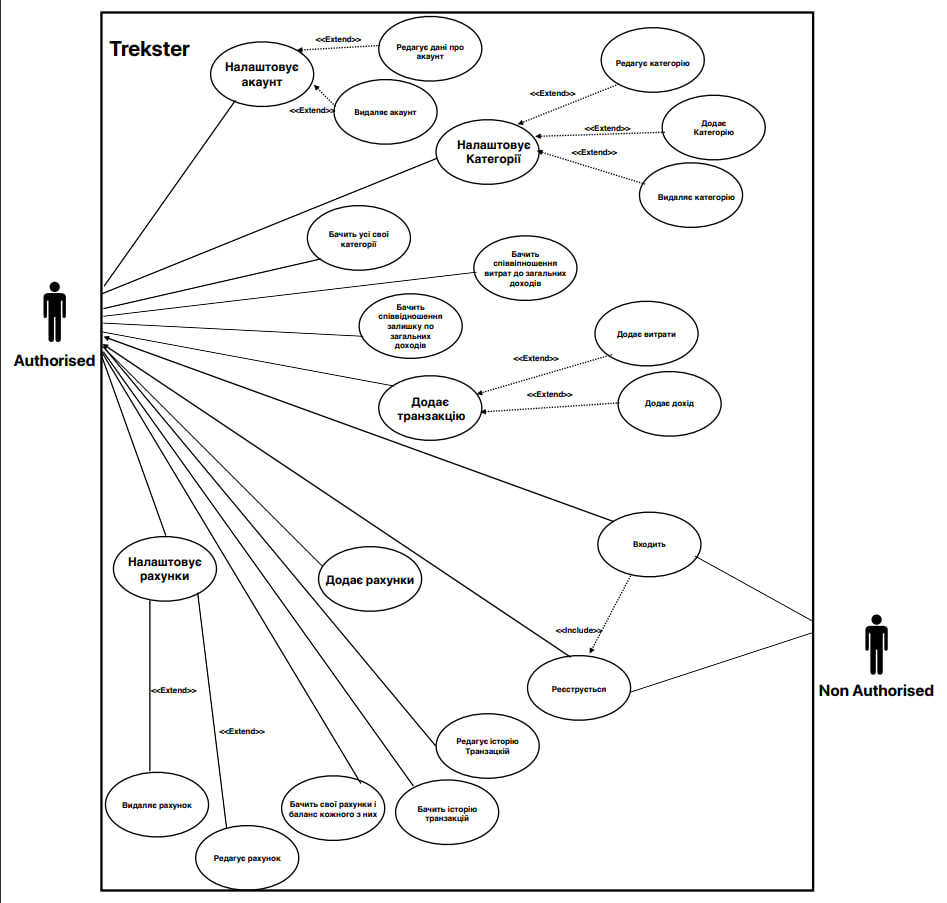 Trekster
Налаштовує
акаунт
<<Extend>>
Редагує дані про
акаунт
<<Extend>>
Видаляє акаунт
Редагує категорію
<<Extend>>
Налаштовує
Категорії
<<Extend>>
Додає
Категорію
<<Extend>>
Видаляє категорію
Бачить усі свої
категорії
Бачить
співвіпношення
витрат до загальних
доходів
Бачить
співвідношення
залишку по
загальних
доходів
Authorised
Додає витрати
<<Extend>>
Додає
транзакцію
<<Extend>>
Додає дохід
Входить
Налаштовує
рахунки
Додає рахунки
<<Include>>
Реєструється
Non Authorised
<<Extend>>
<<Extend>>
Редагує історію
Транзацкій
Видаляє рахунок
Бачить свої рахунки і
баланс кожного з них
Бачить історію
транзакцій
Редагує рахунок